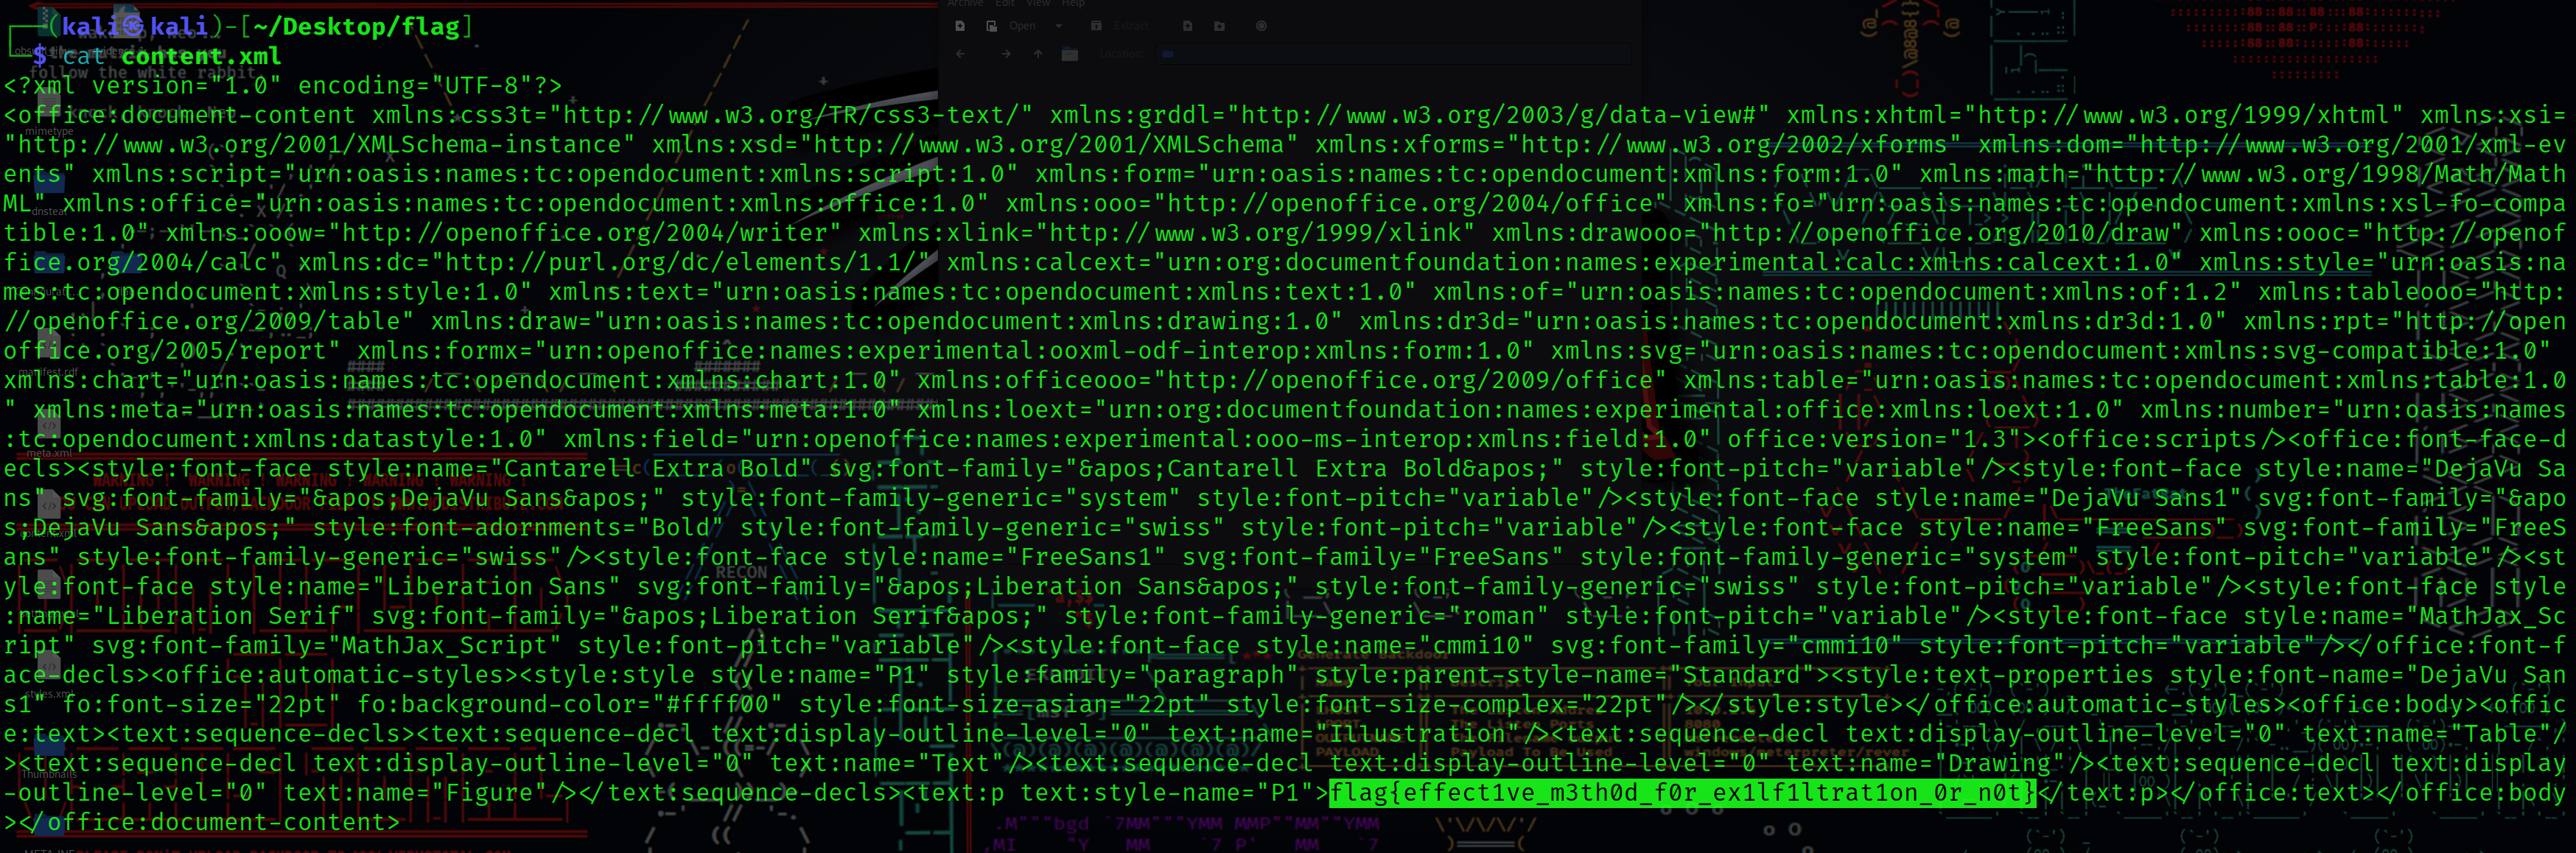 ┌──(kali㉿kali)-[~/Desktop/flag]
└─$ cat content.xml
<?xml version="1.0" encoding="UTF-8"?>
<office:document-content xmlns:css3t="http://www.w3.org/TR/css3-text/" xmlns:grddl="http://www.w3.org/2003/g/data-view#" xmlns:xhtml="http://www.w3.org/1999/xhtml" xmlns:xsi=
"http://www.w3.org/2001/XMLSchema-instance" xmlns:xsd="http://www.w3.org/2001/XMLSchema" xmlns:xforms="http://www.w3.org/2002/xforms" xmlns:dom="http://www.w3.org/2001/xml-ev
ents" xmlns:script="urn:oasis:names:tc:opendocument:xmlns:script:1.0" xmlns:form="urn:oasis:names:tc:opendocument:xmlns:form:1.0" xmlns:math="http://www.w3.org/1998/Math/Math
ML" xmlns:office="urn:oasis:names:tc:opendocument:xmlns:office:1.0" xmlns:ooo="http://openoffice.org/2004/office" xmlns:fo="urn:oasis:names:tc:opendocument:xmlns:xsl-fo-compa
tible:1.0" xmlns:ooow="http://openoffice.org/2004/writer" xmlns:xlink="http://www.w3.org/1999/xlink" xmlns:drawooo="http://openoffice.org/2010/draw" xmlns:oooc="http://openof
fice.org/2004/calc" xmlns:dc="http://purl.org/dc/elements/1.1/" xmlns:calcext="urn:org:documentfoundation:names:experimental:calc:xmlns:calcext:1.0" xmlns:style="urn:oasis:na
mes:tc:opendocument:xmlns:style:1.0" xmlns:text="urn:oasis:names:tc:opendocument:xmlns:text:1.0" xmlns:of="urn:oasis:names:tc:opendocument:xmlns:of:1.2" xmlns:tableooo="http:
//openoffice.org/2009/table" xmlns:draw="urn:oasis:names:tc:opendocument:xmlns:drawing:1.0" xmlns:dr3d="urn:oasis:names:tc:opendocument:xmlns:dr3d:1.0" xmlns:rpt="http://open
office.org/2005/report" xmlns:formx="urn:openoffice:names:experimental:ooxml-odf-interop:xmlns:form:1.0" xmlns:svg="urn:oasis:names:tc:opendocument:xmlns:svg-compatible:1.0"
xmlns:chart="urn:oasis:names:tc:opendocument:xmlns:chart:1.0" xmlns:officeooo="http://openoffice.org/2009/office" xmlns:table="urn:oasis:names:tc:opendocument:xmlns:table:1.0
" xmlns:meta="urn:oasis:names:tc:opendocument:xmlns:meta:1.0" xmlns:loext="urn:org:documentfoundation:names:experimental:office:xmlns:loext:1.0" xmlns:number="urn:oasis:names
:tc:opendocument:xmlns:datastyle:1.0" xmlns:field="urn:openoffice:names:experimental:ooo-ms-interop:xmlns:field:1.0" office:version="1.3"><office:scripts/><office:font-face-d
ecls><style:font-face style:name="Cantarell Extra Bold" svg:font-family="&apos;Cantarell Extra Bold&apos;" style:font-pitch="variable"/><style:font-face style:name="DejaVu Sa
ns" svg:font-family="&apos;DejaVu Sans&apos;" style:font-family-generic="system" style:font-pitch="variable"/><style:font-face style:name="DejaVu Sans1" svg:font-family="&apo
s;DejaVu Sans&apos;" style:font-adornments="Bold" style:font-family-generic="swiss" style:font-pitch="variable"/><style:font-face style:name="FreeSans" svg:font-family="FreeS
ans" style:font-family-generic="swiss"/><style:font-face style:name="FreeSans1" svg:font-family="FreeSans" style:font-family-generic="system" style:font-pitch="variable"/><st
yle:font-face style:name="Liberation Sans" svg:font-family="&apos;Liberation Sans&apos;" style:font-family-generic="swiss" style:font-pitch="variable"/><style:font-face style
:name="Liberation Serif" svg:font-family="&apos;Liberation Serif&apos;" style:font-family-generic="roman" style:font-pitch="variable"/><style:font-face style:name="MathJax_Sc
ript" svg:font-family="MathJax_Script" style:font-pitch="variable"/><style:font-face style:name="cmmi10" svg:font-family="cmmi10" style:font-pitch="variable"/></office:font-f
ace-decls><office:automatic-styles><style:style style:name="P1" style:family="paragraph" style:parent-style-name="Standard"><style:text-properties style:font-name="DejaVu San
s1" fo:font-size="22pt" fo:background-color="#ffff00" style:font-size-asian="22pt" style:font-size-complex="22pt"/></style:style></office:automatic-styles><office:body><offic
e:text><text:sequence-decls><text:sequence-decl text:display-outline-level="0" text:name="Illustration"/><text:sequence-decl text:display-outline-level="0" text:name="Table"/
><text:sequence-decl text:display-outline-level="0" text:name="Text"/><text:sequence-decl text:display-outline-level="0" text:name="Drawing"/><text:sequence-decl text:display
-outline-level="0" text:name="Figure"/></text:sequence-decls><text:p text:style-name="P1">flag{effect1ve_m3th0d_f0r_ex1lf1ltrat1on_0r_n0t}</text:p></office:text></office:body
></office:document-content>